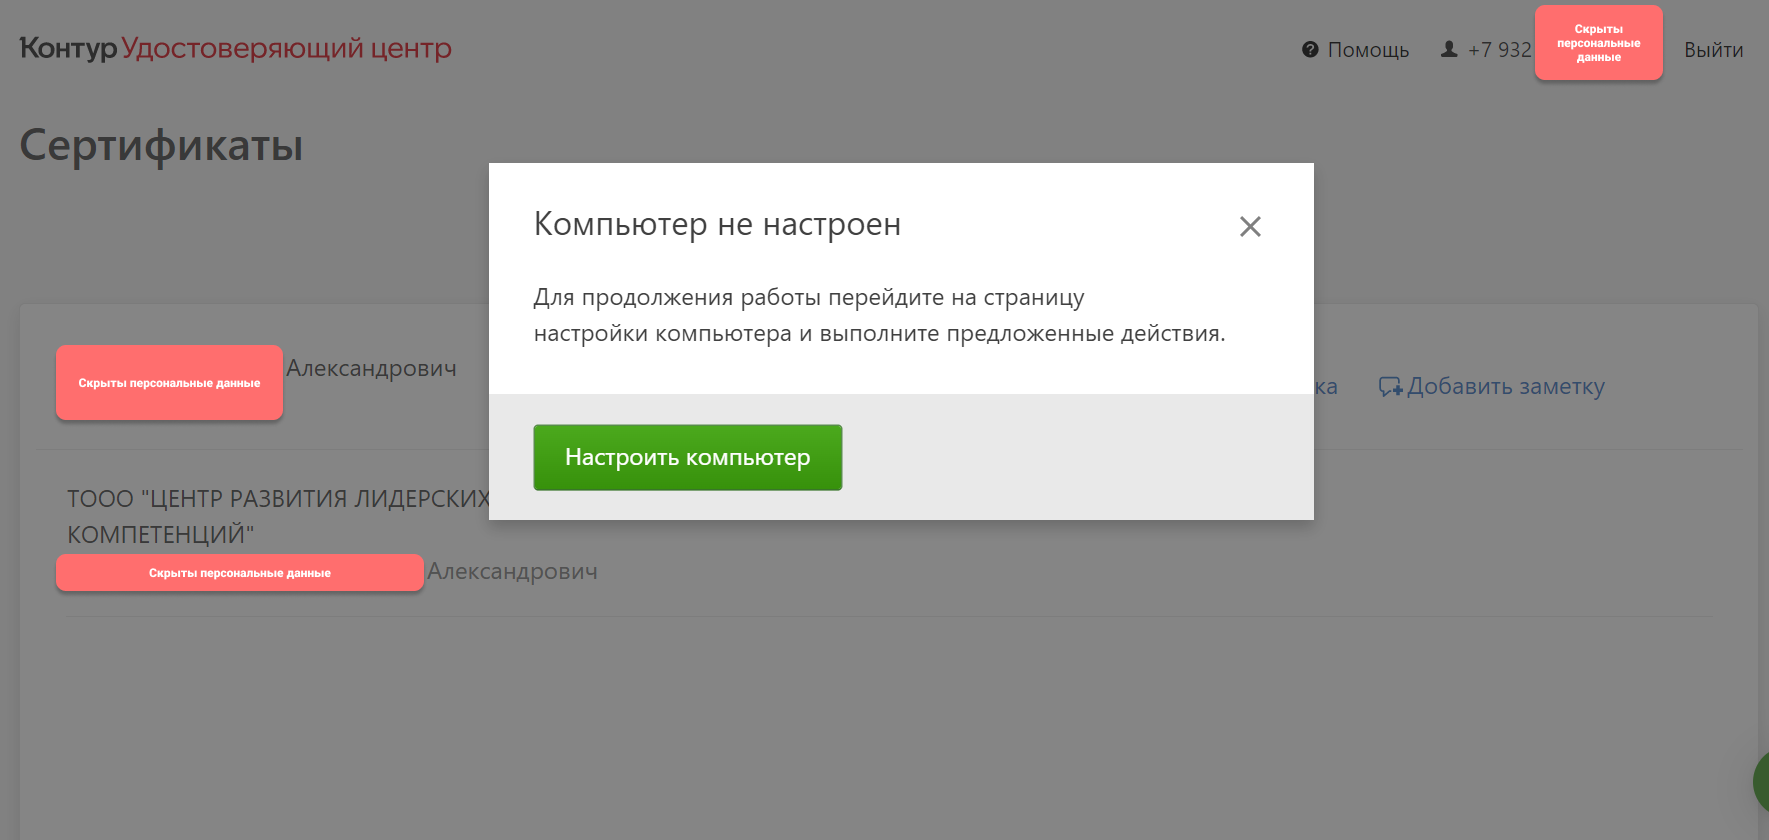 Контур Удостоверяющий центр
Помощь
+7 932
Скрыты
персональные
данные
Выйти
Сертификаты
Компьютер не настроен
Для продолжения работы перейдите на страницу
настройки компьютера и выполните предложенные действия.
Скрыты персональные данные
Александрович
ка
Добавить заметку
Настроить компьютер
ТООО "ЦЕНТР РАЗВИТИЯ ЛИДЕРСКИХ
КОМПЕТЕНЦИЙ"
Скрыты персональные данные
Александрович